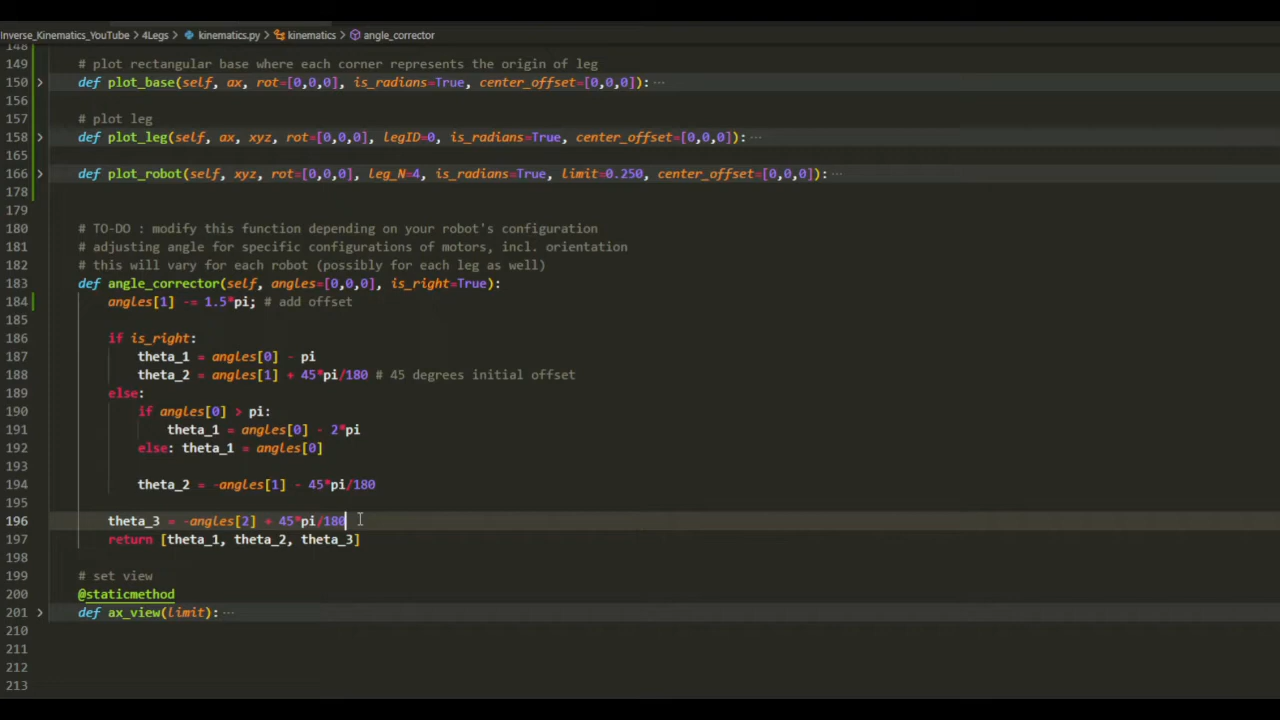 Inverse_Kinematics_YouTube > 4Legs > kinematics.py > kinematics > angle_corrector
148
149 # plot rectangular base where each corner represents the origin of leg
150 def plot_base(self, ax, rot=[0,0,0], is_radians=True, center_offset=[0,0,0]): ...
156
157 # plot leg
158 def plot_leg(self, ax, xyz, rot=[0,0,0], legID=0, is_radians=True, center_offset=[0,0,0]): ...
165
166 def plot_robot(self, xyz, rot=[0,0,0], leg_N=4, is_radians=True, limit=0.250, center_offset=[0,0,0]): ...
178
179
180 # TO-DO : modify this function depending on your robot's configuration
181 # adjusting angle for specific configurations of motors, incl. orientation
182 # this will vary for each robot (possibly for each leg as well)
183 def angle_corrector(self, angles=[0,0,0], is_right=True):
184 angles[1] -= 1.5*pi; # add offset
185
186 if is_right:
187 theta_1 = angles[0] - pi
188 theta_2 = angles[1] + 45*pi/180 # 45 degrees initial offset
189 else:
190 if angles[0] > pi:
191 theta_1 = angles[0] - 2*pi
192 else: theta_1 = angles[0]
193
194 theta_2 = -angles[1] - 45*pi/180
195
196 theta_3 = -angles[2] + 45*pi/180
197 return [theta_1, theta_2, theta_3]
198
199 # set view
200 @staticmethod
201 def ax_view(limit): ...
210
211
212
213